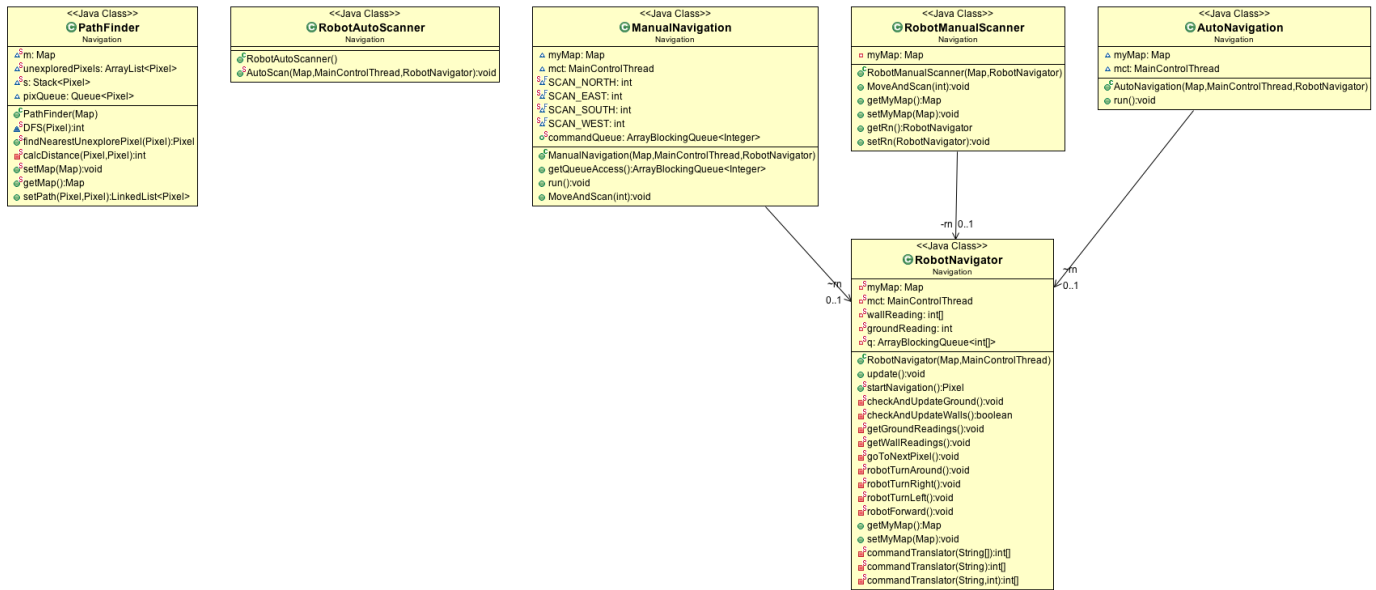 <<Java Class>>
PathFinder
Navigation
m: Map
unexploredPixels: ArrayList<Pixel>
s: Stack<Pixel>
pixQueue: Queue<Pixel>
PathFinder(Map)
DFS(Pixel):int
findNearestUnexplorePixel(Pixel):Pixel
calcDistance(Pixel,Pixel):int
setMap(Map):void
getMap():Map
setPath(Pixel,Pixel):LinkedList<Pixel>
<<Java Class>>
RobotAutoScanner
Navigation
RobotAutoScanner()
AutoScan(Map,MainControlThread,RobotNavigator):void
<<Java Class>>
ManualNavigation
Navigation
myMap: Map
mct: MainControlThread
SCAN_NORTH: int
SCAN_EAST: int
SCAN_SOUTH: int
SCAN_WEST: int
commandQueue: ArrayBlockingQueue<Integer>
ManualNavigation(Map,MainControlThread,RobotNavigator)
getQueueAccess():ArrayBlockingQueue<Integer>
run():void
MoveAndScan(int):void
<<Java Class>>
RobotManualScanner
Navigation
myMap: Map
RobotManualScanner(Map,RobotNavigator)
MoveAndScan(int):void
getMyMap():Map
setMyMap(Map):void
getRn():RobotNavigator
setRn(RobotNavigator):void
<<Java Class>>
AutoNavigation
Navigation
myMap: Map
mct: MainControlThread
AutoNavigation(Map,MainControlThread,RobotNavigator)
run():void
~rn
0..1
-rn 0..1
~rn
0..1
<<Java Class>>
RobotNavigator
Navigation
myMap: Map
mct: MainControlThread
wallReading: int[]
groundReading: int
q: ArrayBlockingQueue<int[]>
RobotNavigator(Map,MainControlThread)
update():void
startNavigation():Pixel
checkAndUpdateGround():void
checkAndUpdateWalls():boolean
getGroundReadings():void
getWallReadings():void
goToNextPixel():void
robotTurnAround():void
robotTurnRight():void
robotTurnLeft():void
robotForward():void
getMyMap():Map
setMyMap(Map):void
commandTranslator(String[]):int[]
commandTranslator(String):int[]
commandTranslator(String,int):int[]